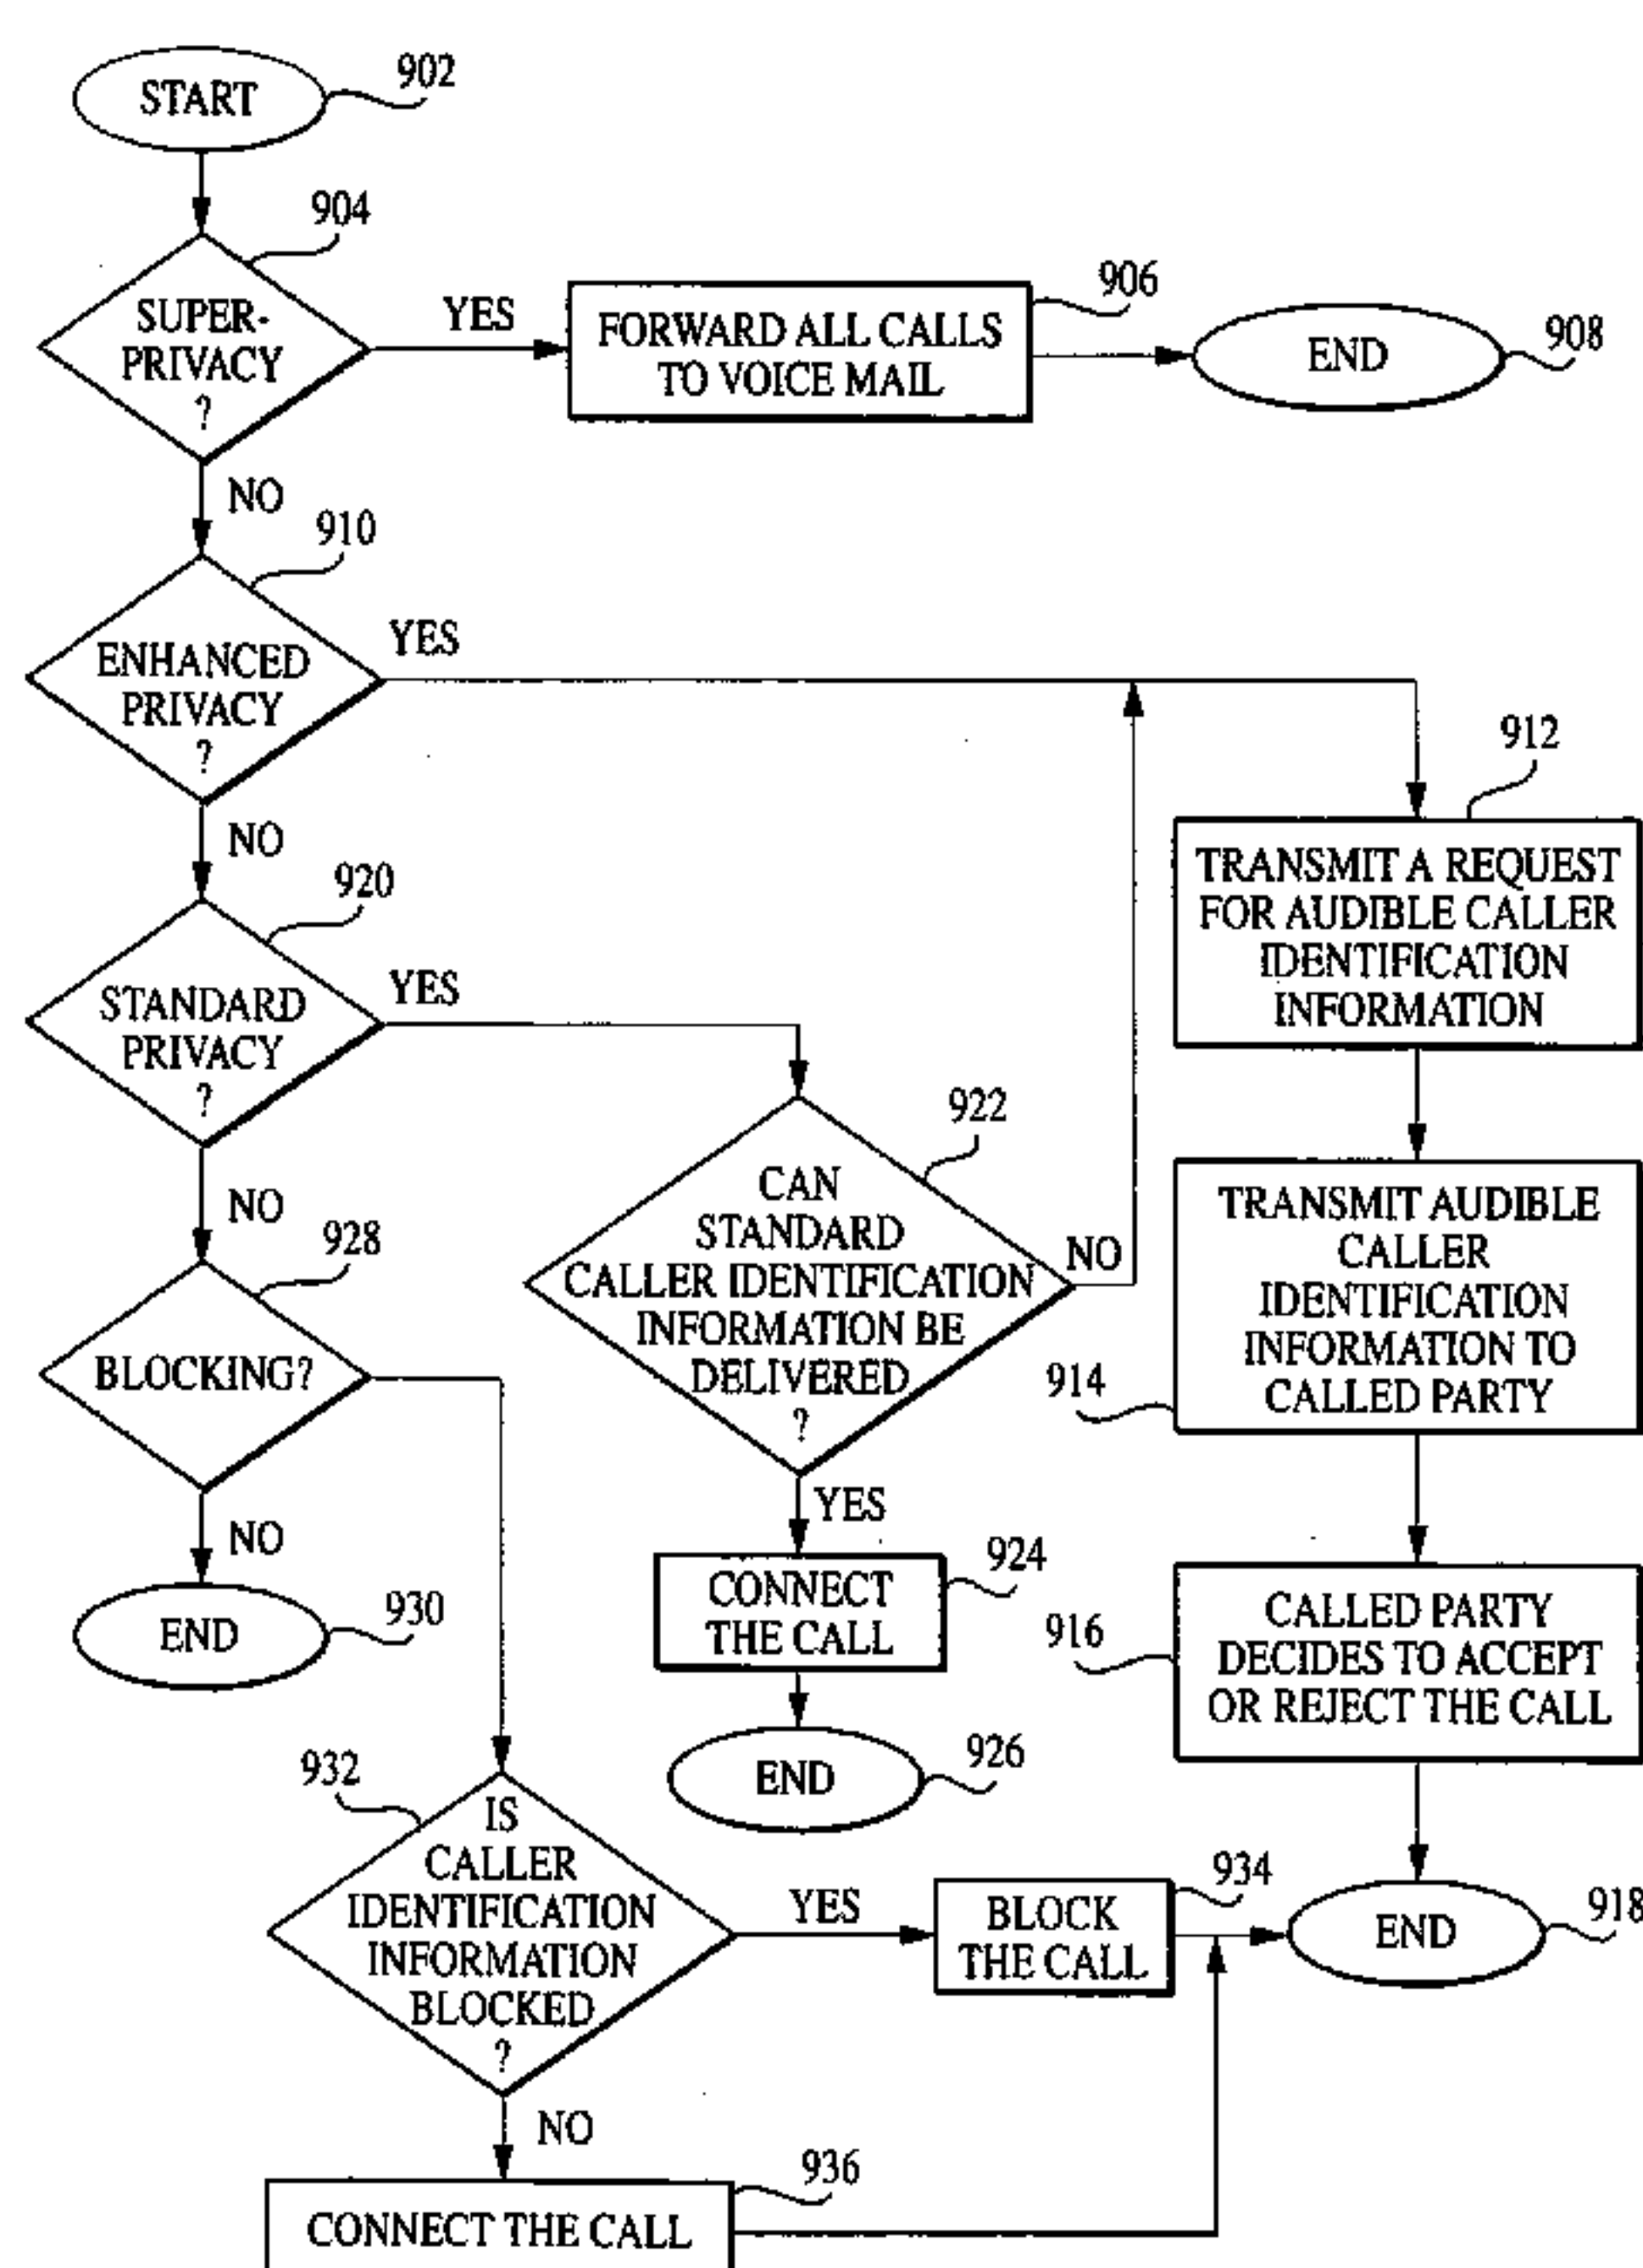 START
902
904
SUPER-
PRIVACY
?
YES
FORWARD ALL CALLS
TO VOICE MAIL
906
END
908
NO
910
ENHANCED
PRIVACY
?
YES
912
TRANSMIT A REQUEST
FOR AUDIBLE CALLER
IDENTIFICATION
INFORMATION
NO
920
STANDARD
PRIVACY
?
YES
922
CAN
STANDARD
CALLER IDENTIFICATION
INFORMATION BE
DELIVERED
?
NO
TRANSMIT AUDIBLE
CALLER
IDENTIFICATION
INFORMATION TO
CALLED PARTY
914
NO
928
BLOCKING?
YES
924
CONNECT
THE CALL
916
CALLED PARTY
DECIDES TO ACCEPT
OR REJECT THE CALL
NO
END
930
END
926
932
IS
CALLER
IDENTIFICATION
INFORMATION
BLOCKED
?
YES
934
BLOCK
THE CALL
END
918
NO
936
CONNECT THE CALL